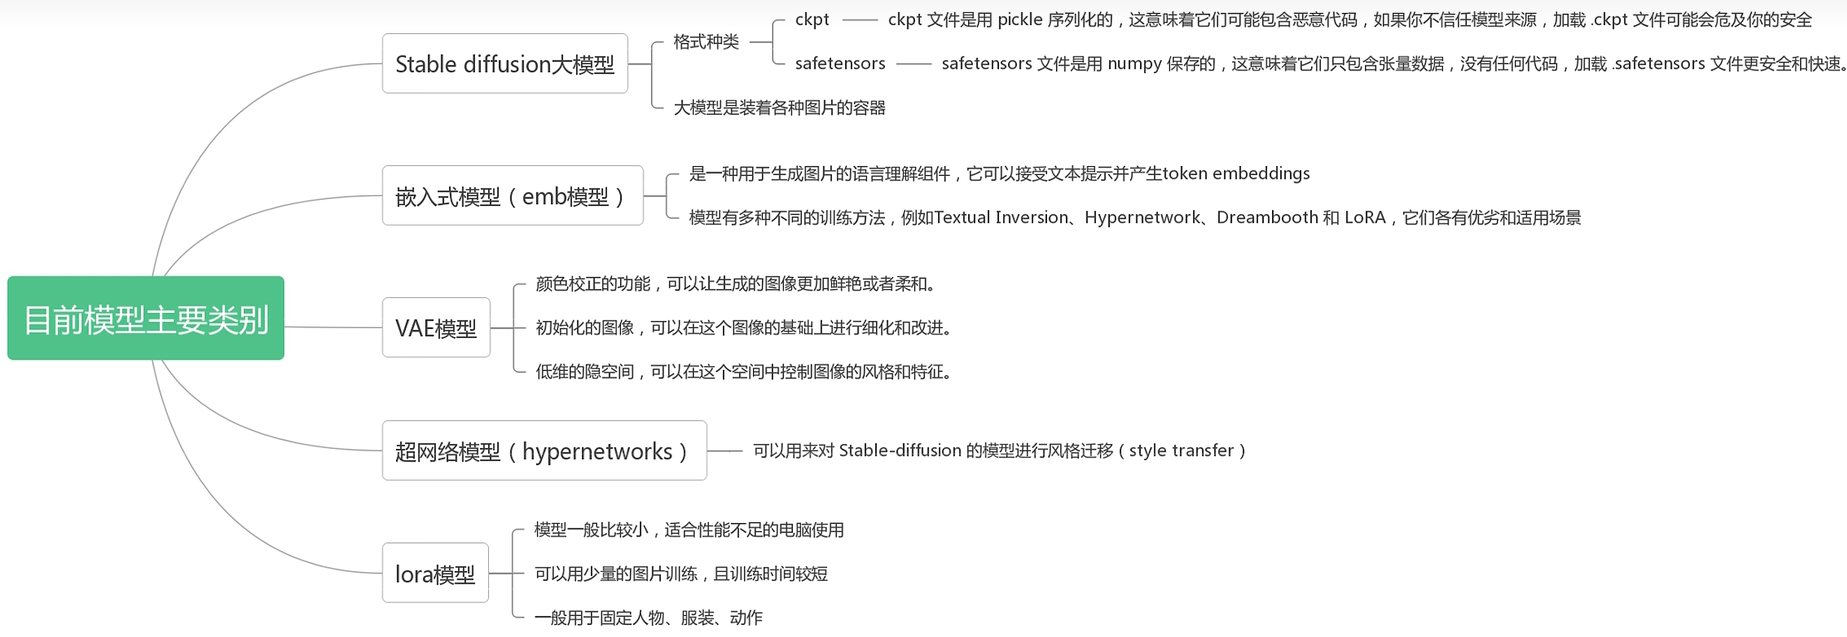 目前模型主要类别
Stable diffusion大模型
格式种类
ckpt
ckpt 文件是用 pickle 序列化的，这意味着它们可能包含恶意代码，如果你不信任模型来源，加载 .ckpt 文件可能会危及你的安全
safetensors
safetensors 文件是用 numpy 保存的，这意味着它们只包含张量数据，没有任何代码，加载 .safetensors 文件更安全和快速。
大模型是装着各种图片的容器
嵌入式模型（emb模型）
是一种用于生成图片的语言理解组件，它可以接受文本提示并产生token embeddings
模型有多种不同的训练方法，例如Textual Inversion、Hypernetwork、Dreambooth 和 LoRA，它们各有优劣和适用场景
VAE模型
颜色校正的功能，可以让生成的图像更加鲜艳或者柔和。
初始化的图像，可以在这个图像的基础上进行细化和改进。
低维的隐空间，可以在这个空间中控制图像的风格和特征。
超网络模型（hypernetworks）
可以用来对 Stable-diffusion 的模型进行风格迁移（style transfer）
lora模型
模型一般比较小，适合性能不足的电脑使用
可以用少量的图片训练，且训练时间较短
一般用于固定人物、服装、动作